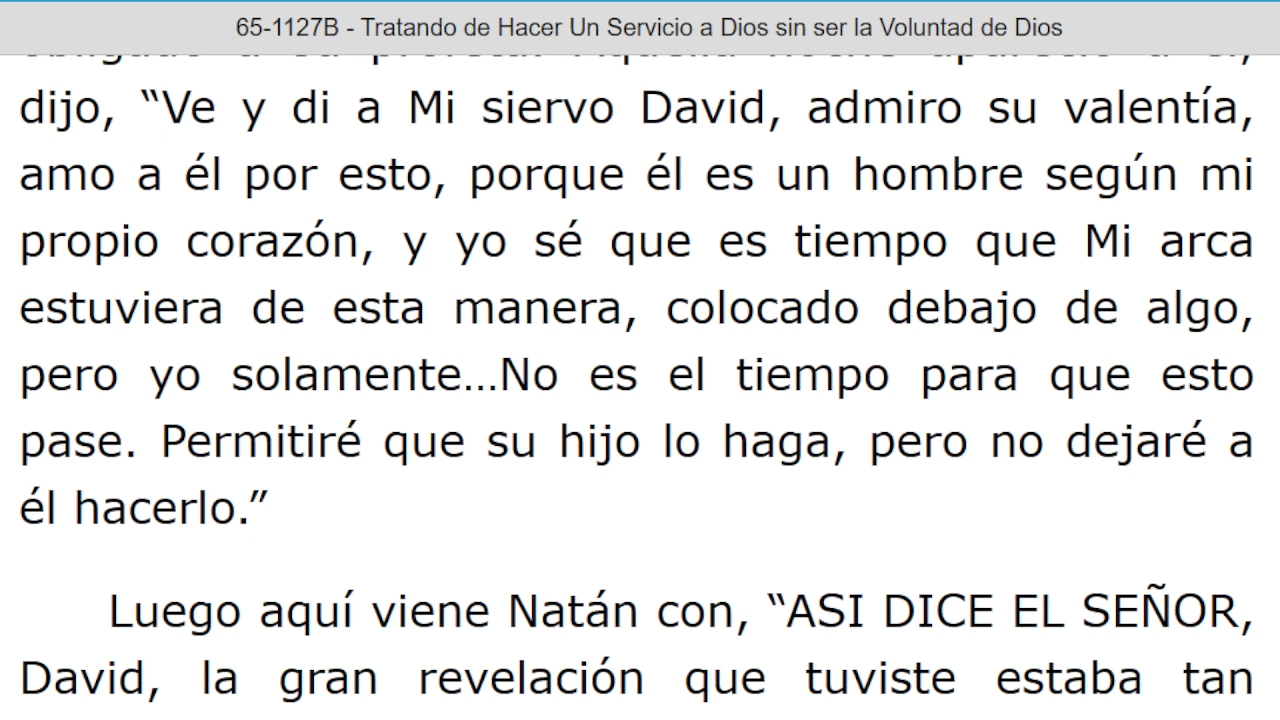 65-1127B - Tratando de Hacer Un Servicio a Dios sin ser la Voluntad de Dios
dijo, “Ve y di a Mi siervo David, admiro su valentía,
amo a él por esto, porque él es un hombre según mi
propio corazón, y yo sé que es tiempo que Mi arca
estuviera de esta manera, colocado debajo de algo,
pero yo solamente...No es el tiempo para que esto
pase. Permitiré que su hijo lo haga, pero no dejaré a
él hacerlo.”
Luego aquí viene Natán con, “ASI DICE EL SEÑOR,
David, la gran revelación que tuviste estaba tan